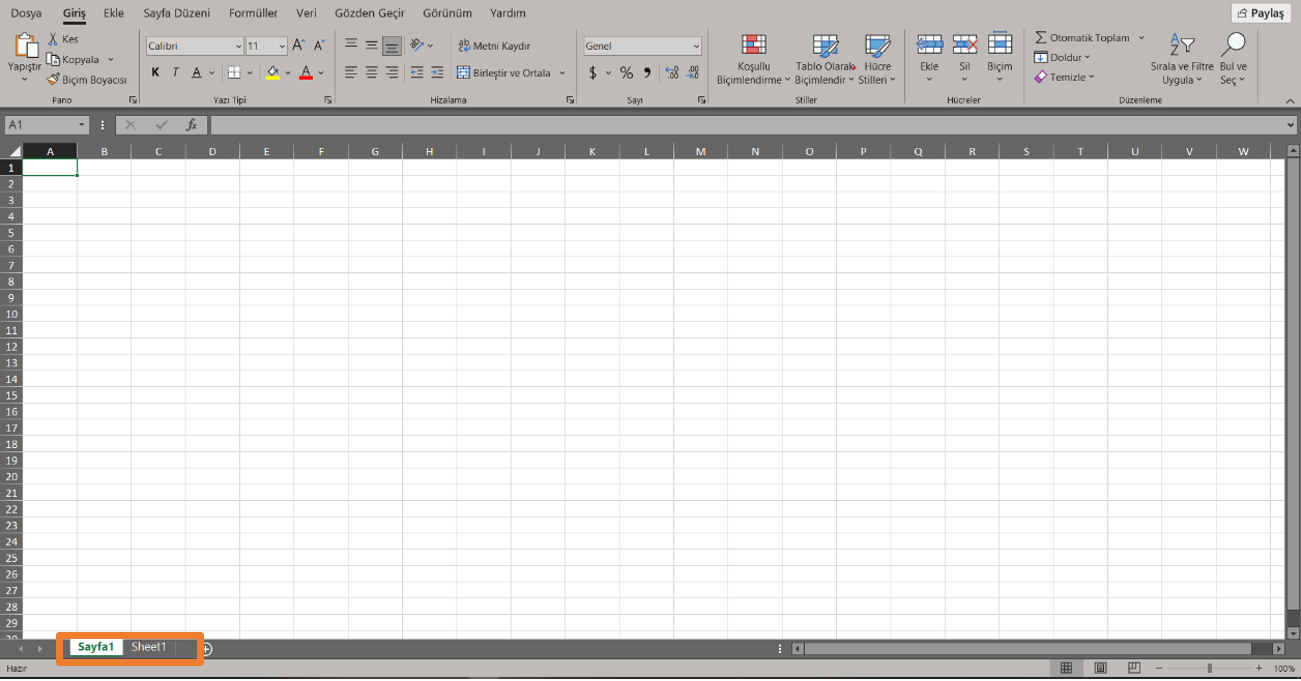 Dosya Giriş Ekle Sayfa Düzeni Formüller Veri Gözden Geçir Görünüm Yardım Paylaş
Yapıştır
Kes
Kopyala
Biçim Boyacısı
Pano
Calibri 11 A A
K T A A
Yazı Tipi
Metni Kaydır
Birleştir ve Ortala
Hizalama
Genel
$ % 9 ,00 ,00
Sayı
Koşullu Biçimlendirme
Tablo Olarak Biçimlendir
Hücre Stilleri
Stiller
Ekle Sil Biçim
Hücreler
Otomatik Toplam
Doldur
Temizle
Sırala ve Filtre Uygula
Bul ve Seç
Düzenleme
A1 fx
A B C D E F G H I J K L M N O P Q R S T U V W
1
2
3
4
5
6
7
8
9
10
11
12
13
14
15
16
17
18
19
20
21
22
23
24
25
26
27
28
29
Sayfa1 Sheet1
Hazır 100%